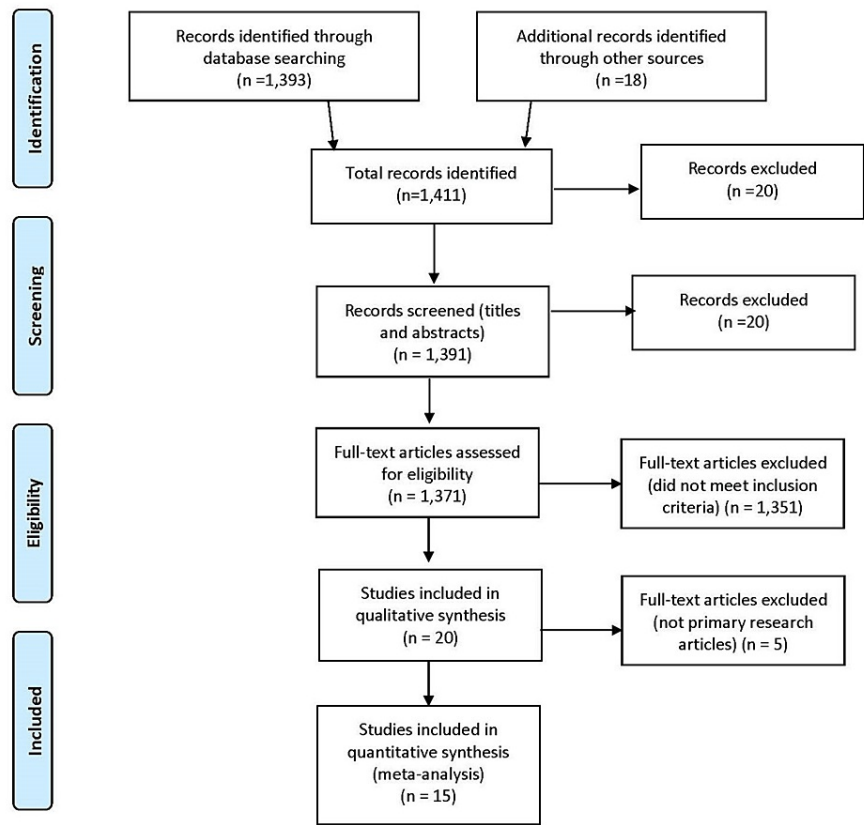 Identification
Records identified through
database searching
(n =1,393)
Additional records identified
through other sources
(n =18)
Total records identified
(n=1,411)
Records excluded
(n =20)
Screening
Records screened (titles
and abstracts)
(n = 1,391)
Records excluded
(n =20)
Eligibility
Full-text articles assessed
for eligibility
(n = 1,371)
Full-text articles excluded
(did not meet inclusion
criteria) (n = 1,351)
Studies included in
qualitative synthesis
(n = 20)
Full-text articles excluded
(not primary research
articles) (n = 5)
Included
Studies included in
quantitative synthesis
(meta-analysis)
(n = 15)